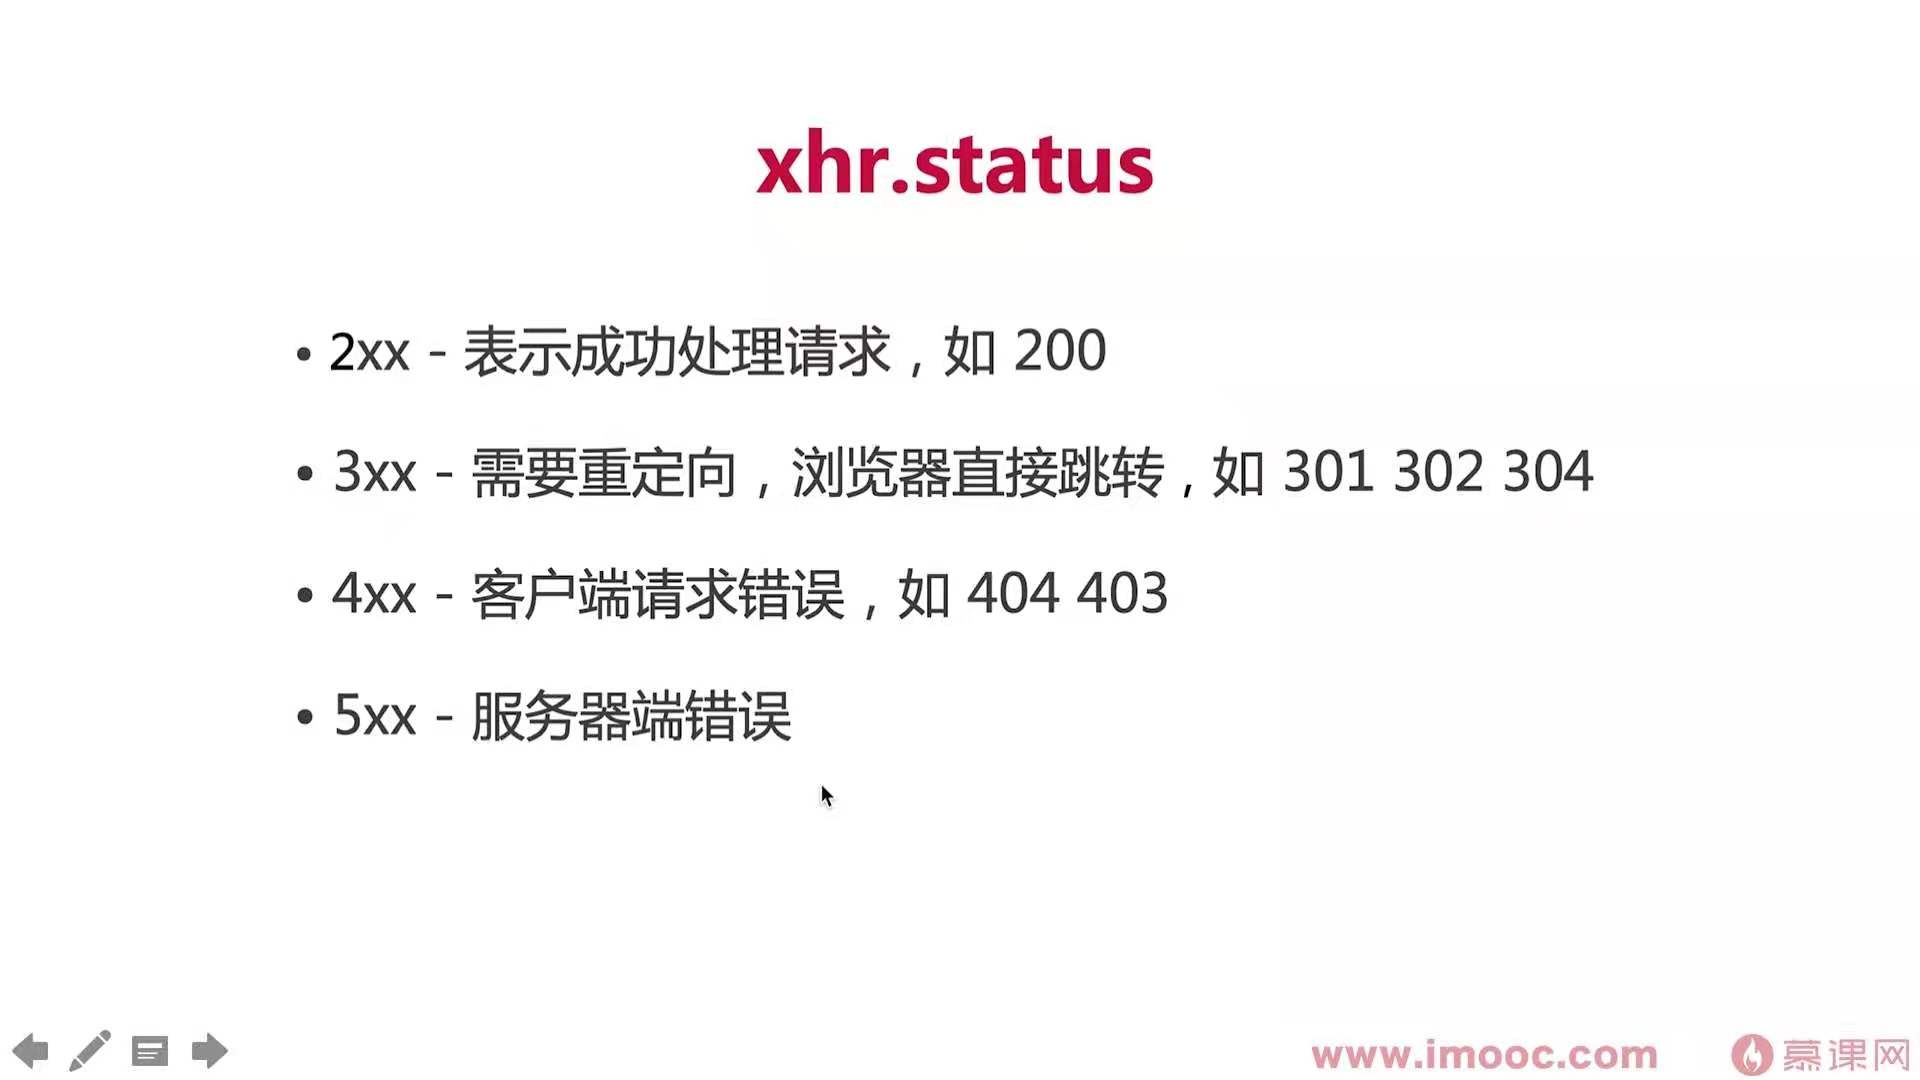 xhr.status
• 2xx - 表示成功处理请求，如 200
• 3xx - 需要重定向，浏览器直接跳转，如 301 302 304
• 4xx - 客户端请求错误，如 404 403
• 5xx - 服务器端错误
www.imooc.com 慕课网